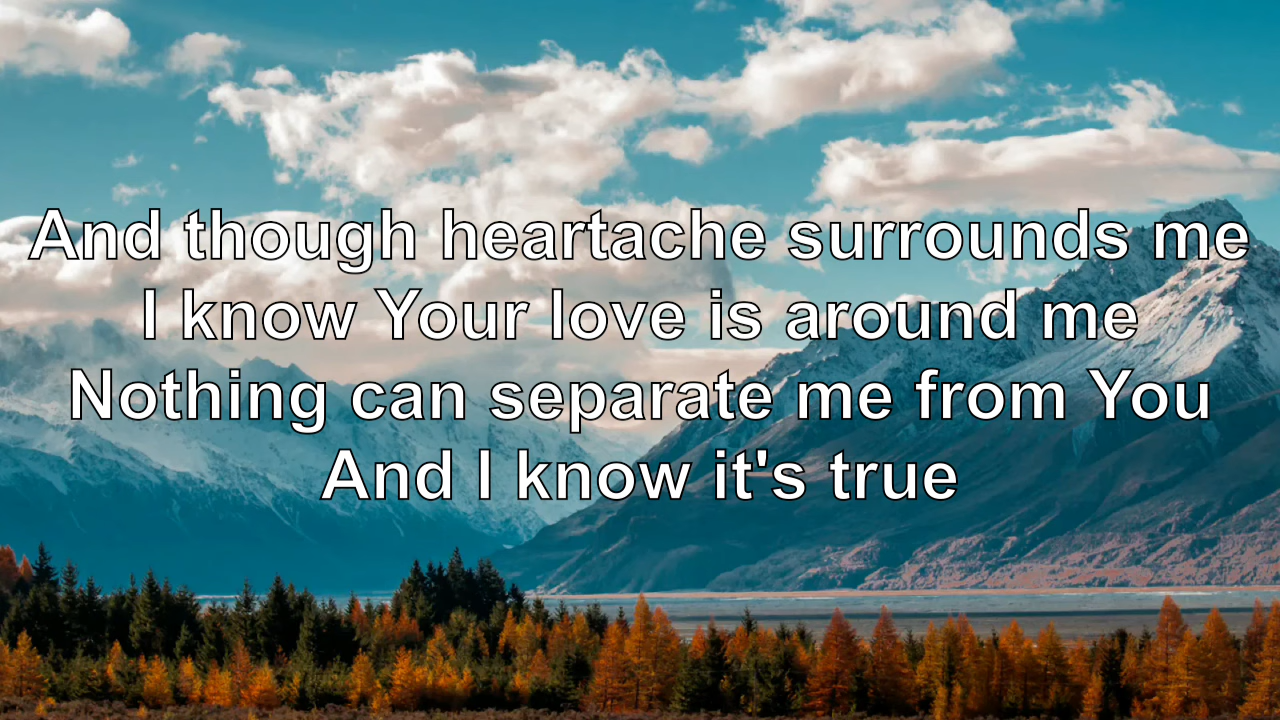 And though heartache surrounds me
I know Your love is around me
Nothing can separate me from You
And I know it's true